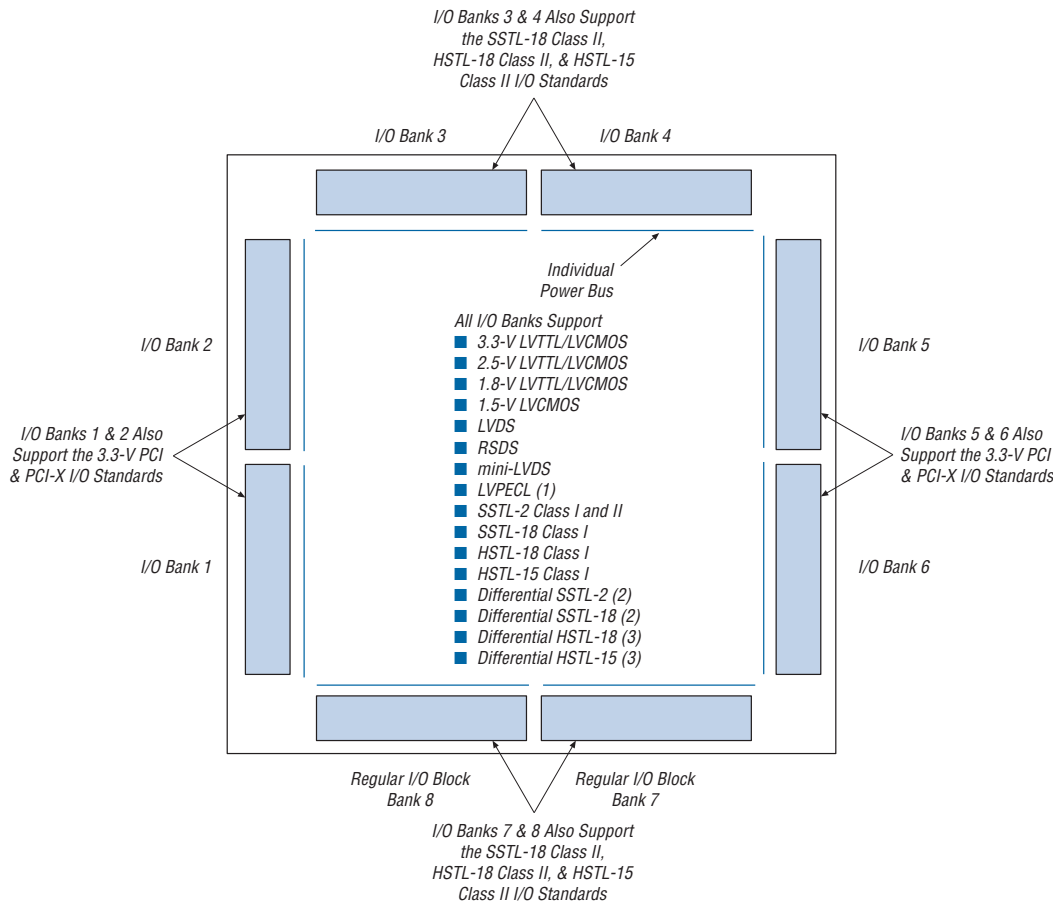 I/O Banks 3 & 4 Also Support
the SSTL-18 Class II,
HSTL-18 Class II, & HSTL-15
Class II I/O Standards
I/O Bank 3
I/O Bank 4
Individual
Power Bus
All I/O Banks Support
3.3-V LVTTL/LVCMOS
2.5-V LVTTL/LVCMOS
1.8-V LVTTL/LVCMOS
1.5-V LVCMOS
LVDS
RSDS
mini-LVDS
LVPECL (1)
SSTL-2 Class I and II
SSTL-18 Class I
HSTL-18 Class I
HSTL-15 Class I
Differential SSTL-2 (2)
Differential SSTL-18 (2)
Differential HSTL-18 (3)
Differential HSTL-15 (3)
I/O Bank 2
I/O Banks 1 & 2 Also
Support the 3.3-V PCI
& PCI-X I/O Standards
I/O Bank 1
I/O Bank 5
I/O Banks 5 & 6 Also
Support the 3.3-V PCI
& PCI-X I/O Standards
I/O Bank 6
Regular I/O Block
Bank 8
Regular I/O Block
Bank 7
I/O Banks 7 & 8 Also Support
the SSTL-18 Class II,
HSTL-18 Class II, & HSTL-15
Class II I/O Standards